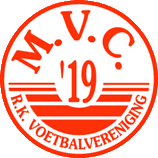 M.V.C.
'19
R.K. VOETBALVERENIGING